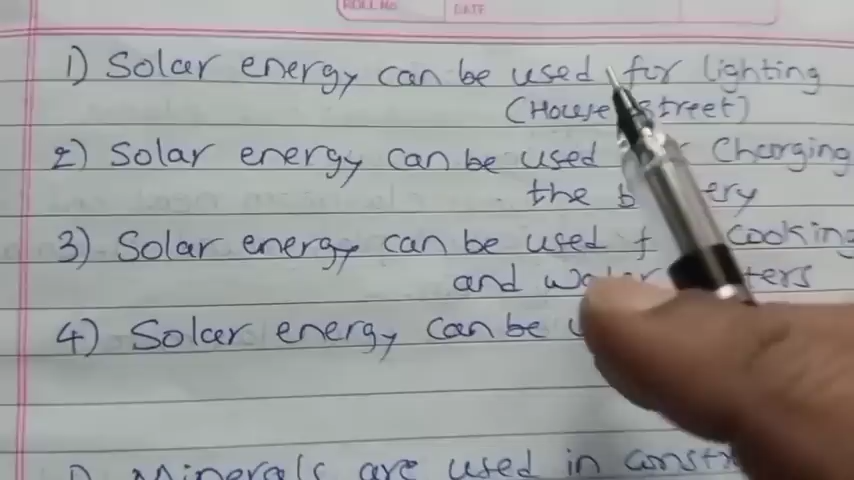 ROLL NO. DATE
1) Solar energy can be used for lighting
(House street)
2) Solar energy can be used Charging
the
3) Solar energy can be used cooking
and
4) Solar energy can be
1) Minerals are used in